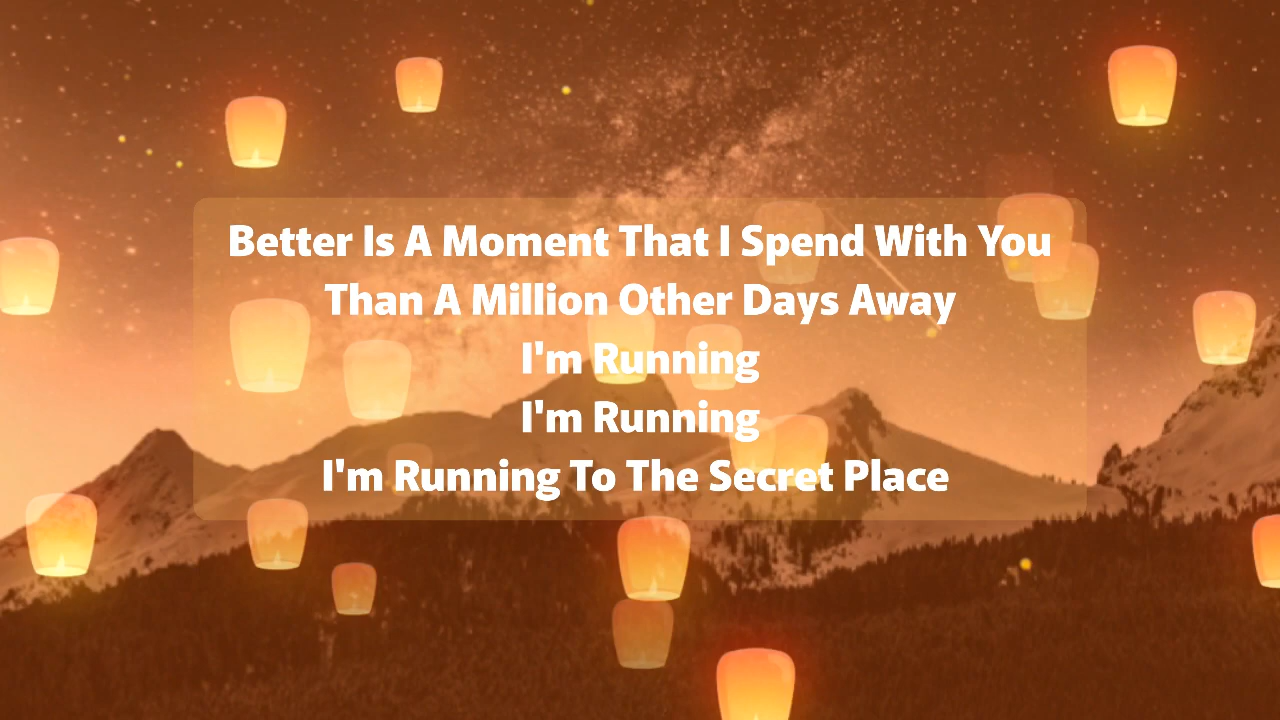 Better Is A Moment That I Spend With You
Than A Million Other Days Away
I'm Running
I'm Running
I'm Running To The Secret Place